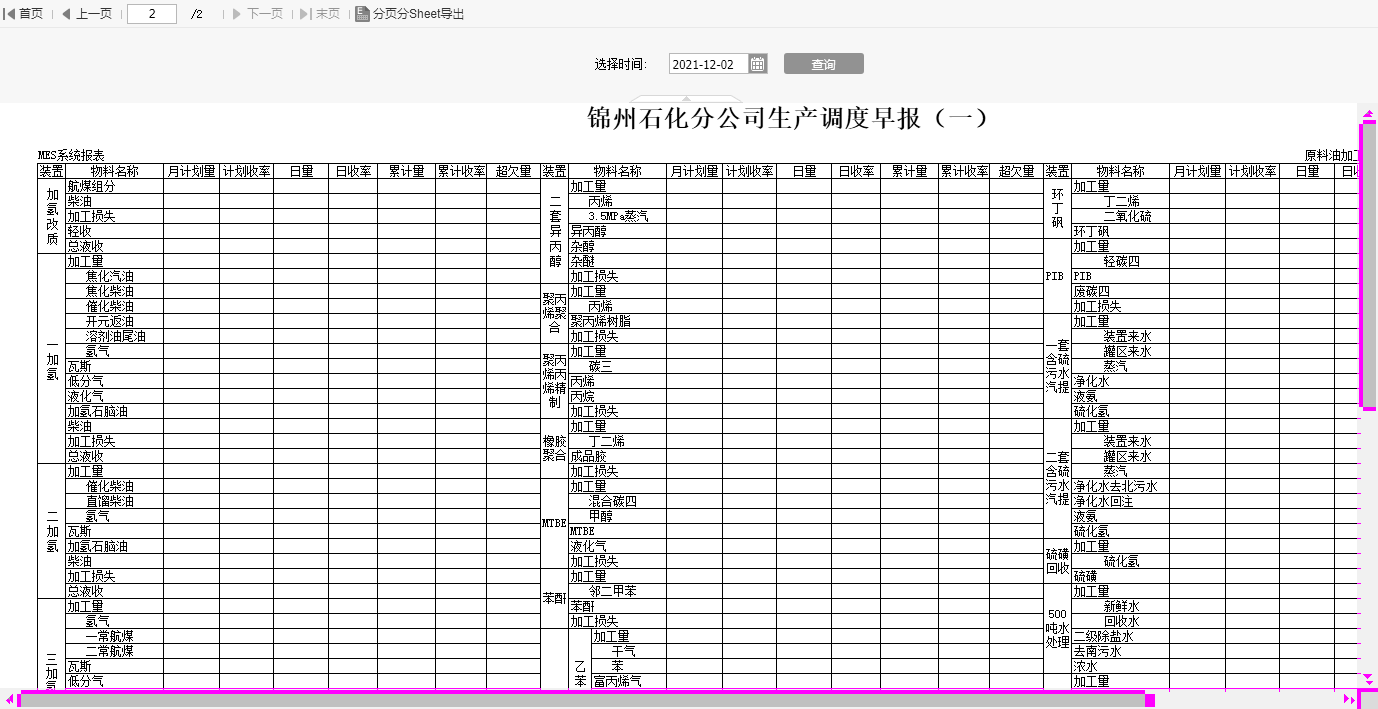 首页 上一页 2 /2 下一页 末页 分页分Sheet导出
选择时间: 2021-12-02 查询
锦州石化分公司生产调度早报（一）
MES系统报表 原料油加工
装置 物料名称 月计划量 计划收率 日量 日收率 累计量 累计收率 超欠量 装置 物料名称 月计划量 计划收率 日量 日收率 累计量 累计收率 超欠量 装置 物料名称 月计划量 计划收率 日量 日收
加氢改质
航煤组分
柴油
加工损失
轻收
总液收
一加氢
加工量
焦化汽油
焦化柴油
催化柴油
开元返油
溶剂油尾油
氢气
瓦斯
低分气
液化气
加氢石脑油
柴油
加工损失
总液收
二加氢
加工量
催化柴油
直馏柴油
氢气
瓦斯
加氢石脑油
柴油
加工损失
总液收
三加氢
加工量
氢气
一常航煤
二常航煤
瓦斯
低分气
二套异丙醇
加工量
丙烯
3.5MPa蒸汽
异丙醇
杂醇
杂醚
加工损失
聚丙烯聚合
加工量
丙烯
聚丙烯树脂
加工损失
聚丙烯丙烯精制
加工量
碳三
丙烯
丙烷
加工损失
橡胶聚合
加工量
丁二烯
成品胶
加工损失
MTBE
加工量
混合碳四
甲醇
MTBE
液化气
加工损失
苯酐
加工量
邻二甲苯
苯酐
加工损失
乙苯
加工量
干气
苯
富丙烯气
环丁砜
加工量
丁二烯
二氧化硫
环丁砜
PIB
加工量
轻碳四
PIB
废碳四
加工损失
一套含硫污水汽提
加工量
装置来水
罐区来水
蒸汽
净化水
液氨
硫化氢
二套含硫污水汽提
加工量
装置来水
罐区来水
蒸汽
净化水去北污水
净化水回注
液氨
硫化氢
硫磺回收
加工量
硫化氢
硫磺
500吨水处理
加工量
新鲜水
回收水
二级除盐水
去南污水
浓水
加工量